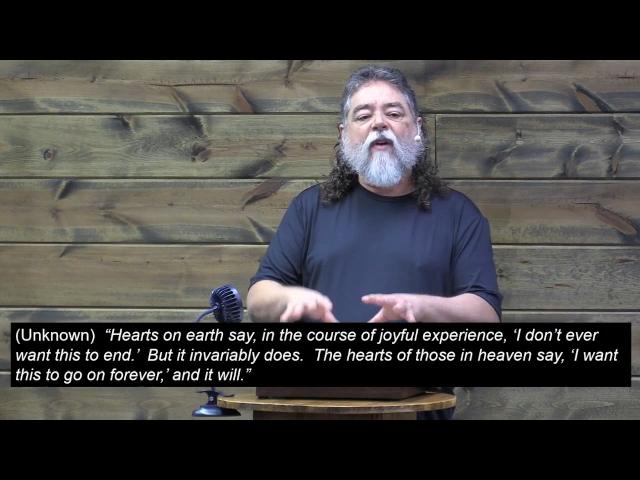 (Unknown)  “Hearts on earth say, in the course of joyful experience, ‘I don’t ever
want this to end.’  But it invariably does.  The hearts of those in heaven say, ‘I want
this to go on forever,’ and it will.”